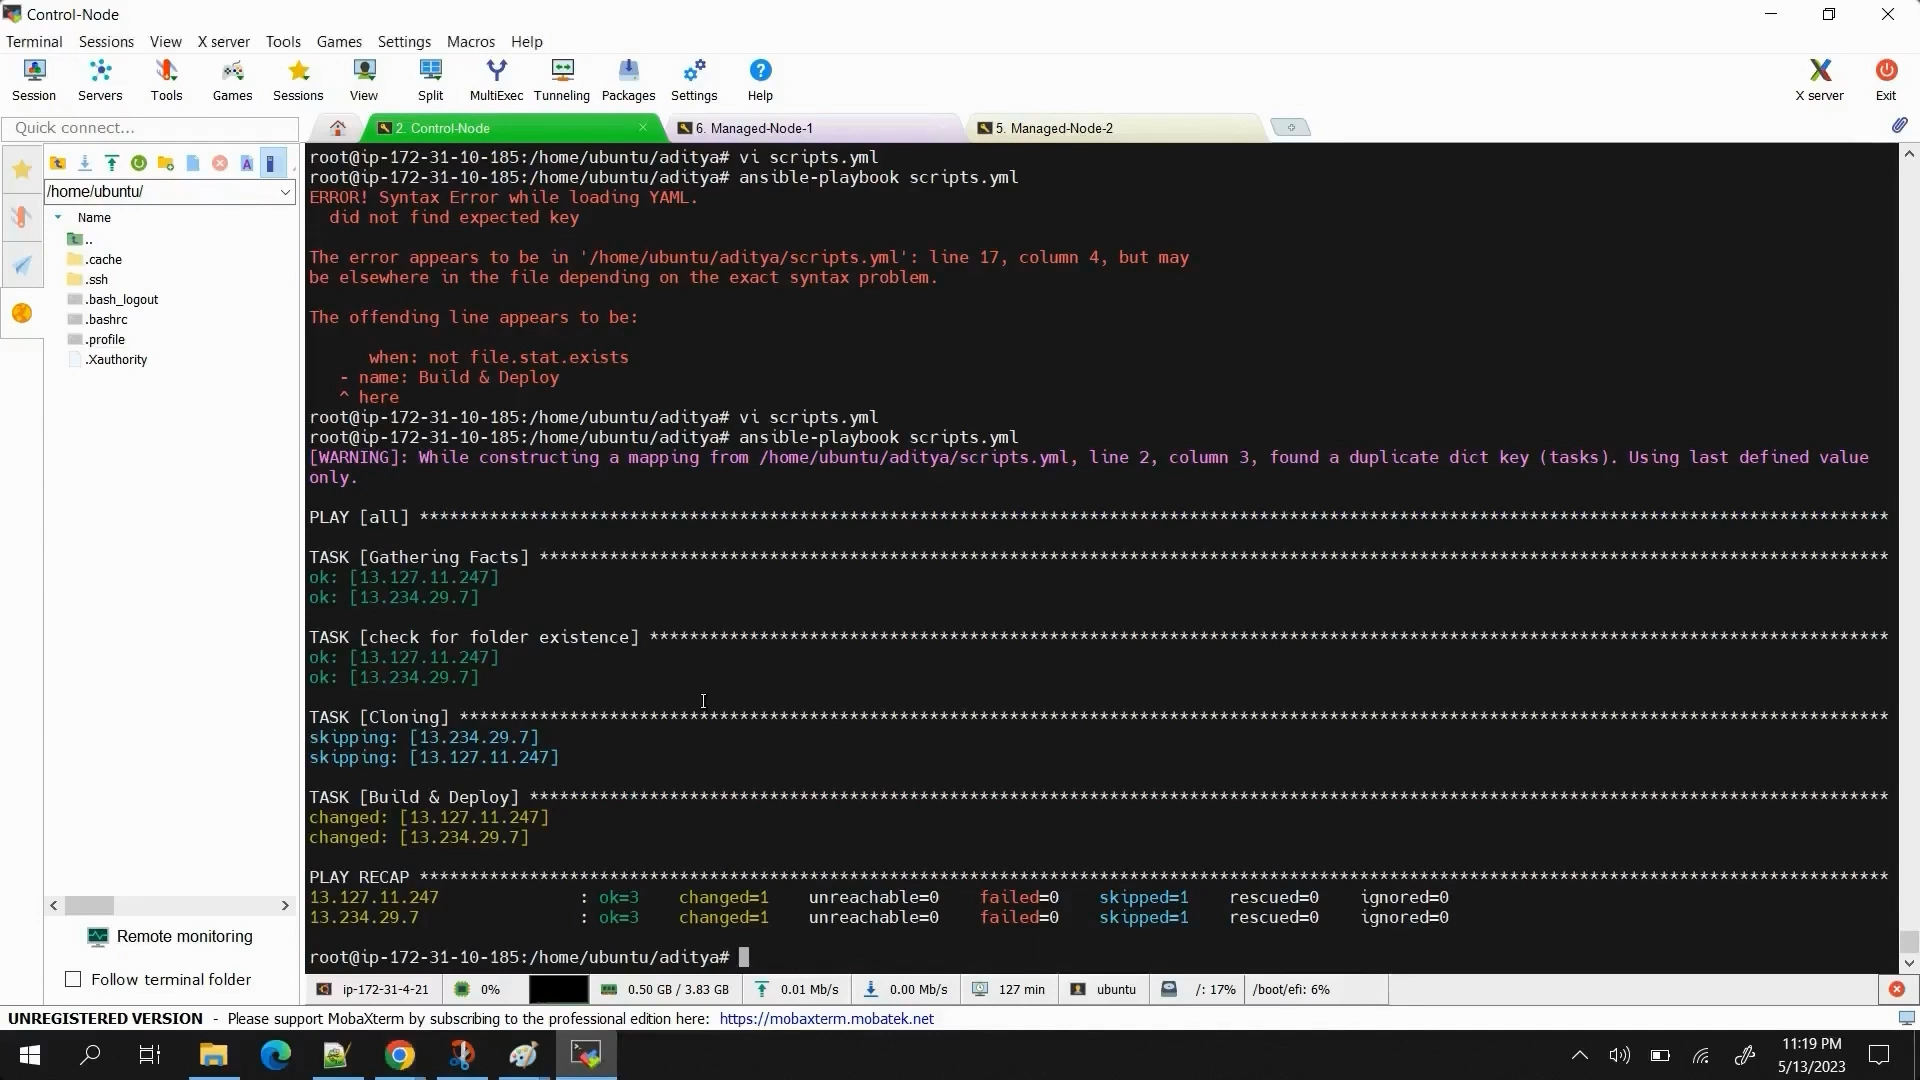 Control-Node
Terminal Sessions View X server Tools Games Settings Macros Help
Session Servers Tools Games Sessions View Split MultiExec Tunneling Packages Settings Help X server Exit
Quick connect...
2. Control-Node
6. Managed-Node-1
5. Managed-Node-2
/home/ubuntu/
Name
..
.cache
.ssh
.bash_logout
.bashrc
.profile
.Xauthority
Remote monitoring
Follow terminal folder
root@ip-172-31-10-185:/home/ubuntu/aditya# vi scripts.yml
root@ip-172-31-10-185:/home/ubuntu/aditya# ansible-playbook scripts.yml
ERROR! Syntax Error while loading YAML.
did not find expected key
The error appears to be in '/home/ubuntu/aditya/scripts.yml': line 17, column 4, but may
be elsewhere in the file depending on the exact syntax problem.
The offending line appears to be:
when: not file.stat.exists
- name: Build & Deploy
^ here
root@ip-172-31-10-185:/home/ubuntu/aditya# vi scripts.yml
root@ip-172-31-10-185:/home/ubuntu/aditya# ansible-playbook scripts.yml
[WARNING]: While constructing a mapping from /home/ubuntu/aditya/scripts.yml, line 2, column 3, found a duplicate dict key (tasks). Using last defined value
only.
PLAY [all] ***************************************************************************************************************************************************
TASK [Gathering Facts] ***************************************************************************************************************************************
ok: [13.127.11.247]
ok: [13.234.29.7]
TASK [check for folder existence] ****************************************************************************************************************************
ok: [13.127.11.247]
ok: [13.234.29.7]
TASK [Cloning] ***********************************************************************************************************************************************
skipping: [13.234.29.7]
skipping: [13.127.11.247]
TASK [Build & Deploy] ****************************************************************************************************************************************
changed: [13.127.11.247]
changed: [13.234.29.7]
PLAY RECAP ***************************************************************************************************************************************************
13.127.11.247 : ok=3 changed=1 unreachable=0 failed=0 skipped=1 rescued=0 ignored=0
13.234.29.7 : ok=3 changed=1 unreachable=0 failed=0 skipped=1 rescued=0 ignored=0
root@ip-172-31-10-185:/home/ubuntu/aditya#
ip-172-31-4-21 0% 0.50 GB / 3.83 GB 0.01 Mb/s 0.00 Mb/s 127 min ubuntu /: 17% /boot/efi: 6%
UNREGISTERED VERSION - Please support MobaXterm by subscribing to the professional edition here: https://mobaxterm.mobatek.net
11:19 PM
5/13/2023